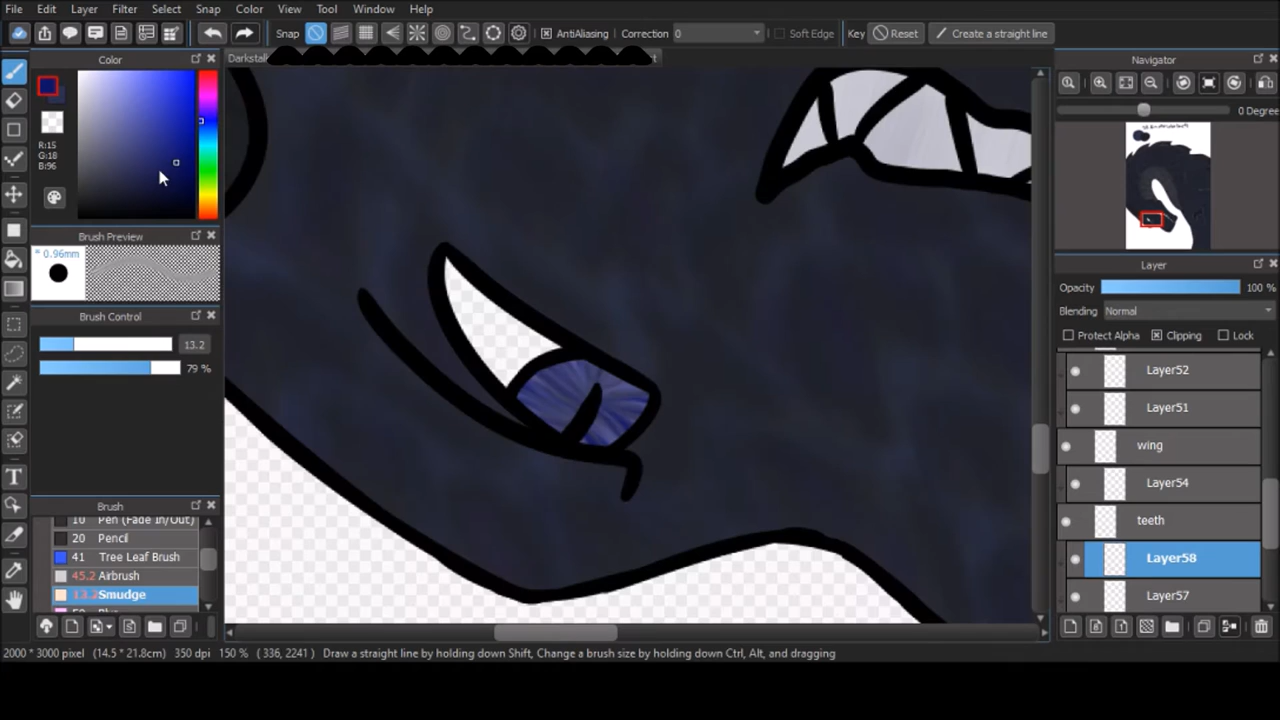 File Edit Layer Filter Select Snap Color View Tool Window Help
Snap AntiAliasing Correction 0 Soft Edge Key Reset Create a straight line
Color
R:15
G:18
B:96
Brush Preview
* 0.96mm
Brush Control
13.2
79 %
Brush
10 Pen (Fade In/Out)
20 Pencil
41 Tree Leaf Brush
45.2 Airbrush
13.2 Smudge
Darkstal
Navigator
0 Degree
Layer
Opacity 100 %
Blending Normal
Protect Alpha Clipping Lock
Layer52
Layer51
wing
Layer54
teeth
Layer58
Layer57
2000 * 3000 pixel (14.5 * 21.8cm) 350 dpi 150 % ( 336, 2241 ) Draw a straight line by holding down Shift, Change a brush size by holding down Ctrl, Alt, and dragging